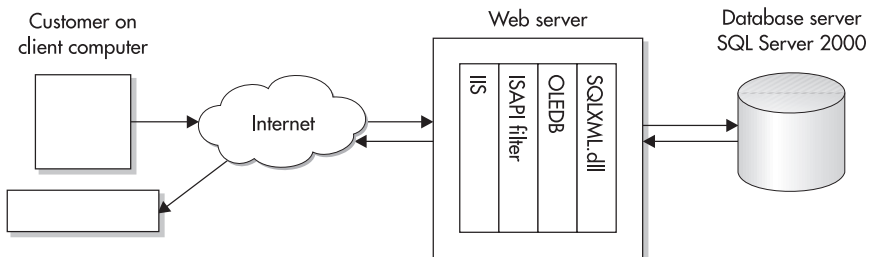 Customer on
client computer
Internet
Web server
IIS
ISAPI filter
OLEDB
SQLXML.dll
Database server
SQL Server 2000